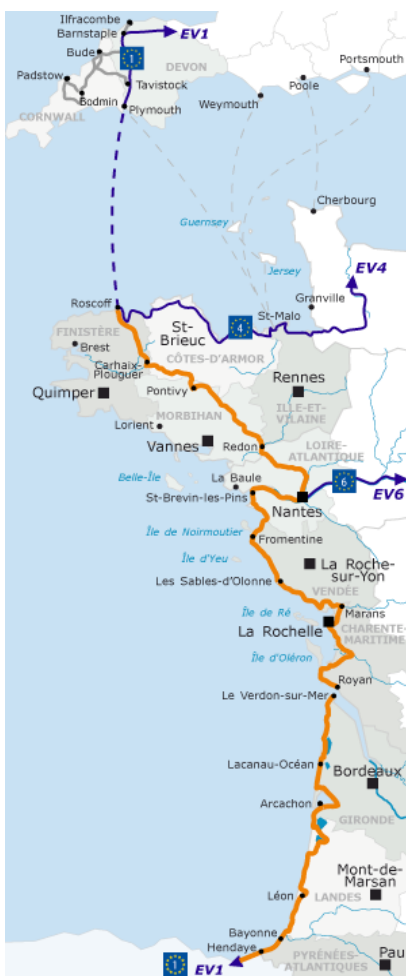 Ilfracombe
Barnstaple
EV1
Bude
1
DEVON
Portsmouth
Padstow
Tavistock
Poole
Bodmin
Plymouth
Weymouth
CORNWALL
Cherbourg
Guernsey
Jersey
EV4
Granville
Roscoff
St-Malo
4
FINISTÈRE
St-
Brieuc
Brest
CÔTES-D'ARMOR
Carhaix-
Plouguer
Rennes
Quimper
Pontivy
ILLE-ET-
VILAINE
MORBIHAN
Lorient
Vannes
Redon
LOIRE-
ATLANTIQUE
Belle-Île
La Baule
6
St-Brevin-les-Pins
EV6
Nantes
Île de Noirmoutier
Fromentine
Île d'Yeu
La Roche-
sur-Yon
Les Sables-d'Olonne
VENDÉE
Île de Ré
Marans
La Rochelle
CHARENTE-
MARITIME
Île d'Oléron
Royan
Le Verdon-sur-Mer
Lacanau-Océan
Bordeaux
Arcachon
GIRONDE
Mont-de-
Marsan
Léon
LANDES
Bayonne
Hendaye
1
EV1
PYRÉNÉES-
ATLANTIQUES
Pau